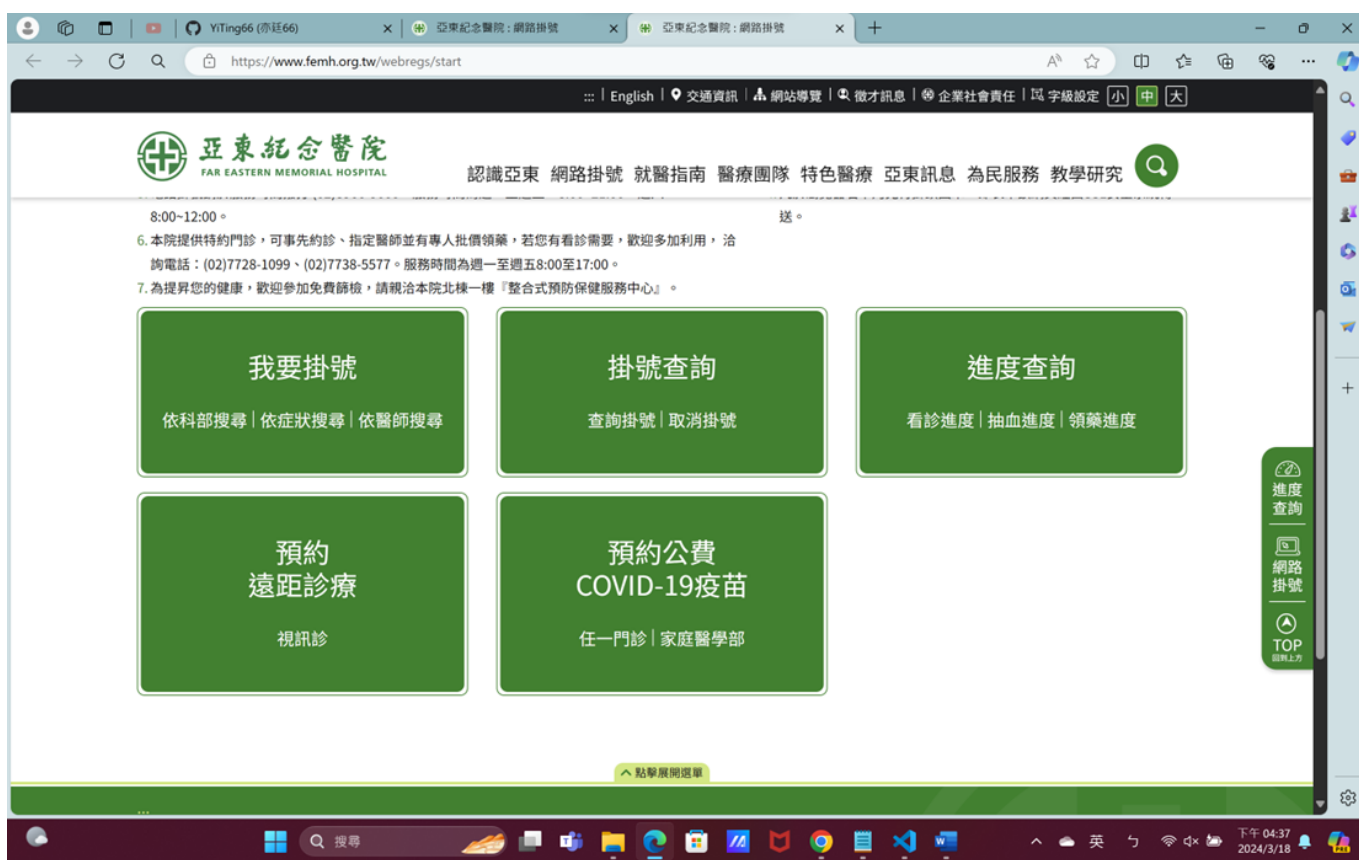 YiTing66 (亦廷66)
亞東紀念醫院 : 網路掛號
亞東紀念醫院 : 網路掛號
https://www.femh.org.tw/webregs/start
English 交通資訊 網站導覽 徵才訊息 企業社會責任 字級設定 小 中 大
亞東紀念醫院
FAR EASTERN MEMORIAL HOSPITAL
認識亞東 網路掛號 就醫指南 醫療團隊 特色醫療 亞東訊息 為民服務 教學研究
8:00~12:00。
送。
6. 本院提供特約門診,可事先約診、指定醫師並有專人批價領藥,若您有看診需要,歡迎多加利用, 洽
詢電話:(02)7728-1099、(02)7738-5577。服務時間為週一至週五8:00至17:00。
7. 為提昇您的健康,歡迎參加免費篩檢,請親洽本院北棟一樓『整合式預防保健服務中心』。
我要掛號
依科部搜尋|依症狀搜尋|依醫師搜尋
掛號查詢
查詢掛號|取消掛號
進度查詢
看診進度|抽血進度|領藥進度
預約
遠距診療
視訊診
預約公費
COVID-19疫苗
任一門診|家庭醫學部
進度
查詢
網路
掛號
TOP
回到上方
點擊展開選單
...
搜尋
英
ㄅ
下午 04:37
2024/3/18